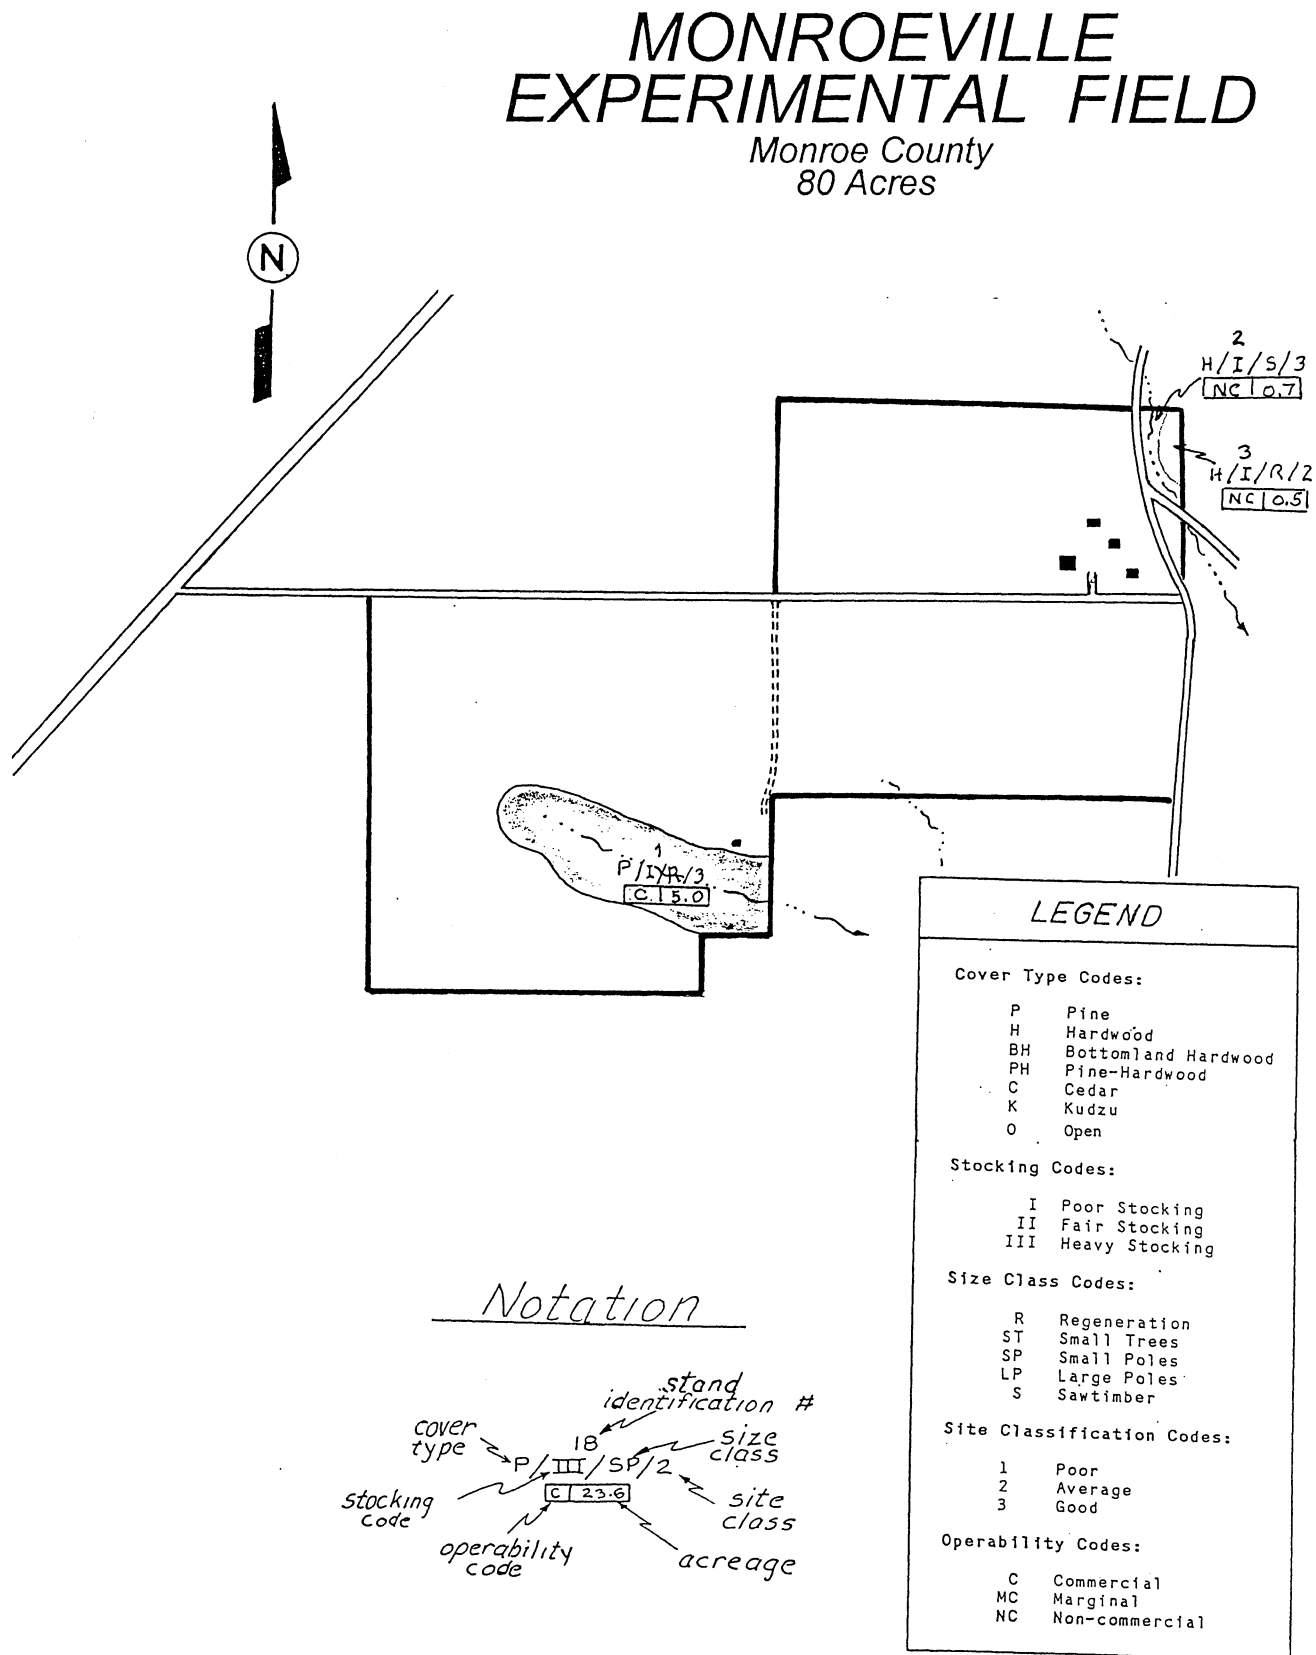 MONROEVILLE
EXPERIMENTAL FIELD
Monroe County
80 Acres
N
2
H/I/S/3
NC 0.7
3
H/I/R/2
NC 0.5
1
P/I/R/3
C 5.0
LEGEND
Cover Type Codes:
P Pine
H Hardwood
BH Bottomland Hardwood
PH Pine-Hardwood
C Cedar
K Kudzu
O Open
Stocking Codes:
I Poor Stocking
II Fair Stocking
III Heavy Stocking
Size Class Codes:
R Regeneration
ST Small Trees
SP Small Poles
LP Large Poles
S Sawtimber
Site Classification Codes:
1 Poor
2 Average
3 Good
Operability Codes:
C Commercial
MC Marginal
NC Non-commercial
Notation
stand
identification #
cover
type
18
size
class
P/III/SP/2
C 23.6
stocking
code
site
class
operability
code
acreage